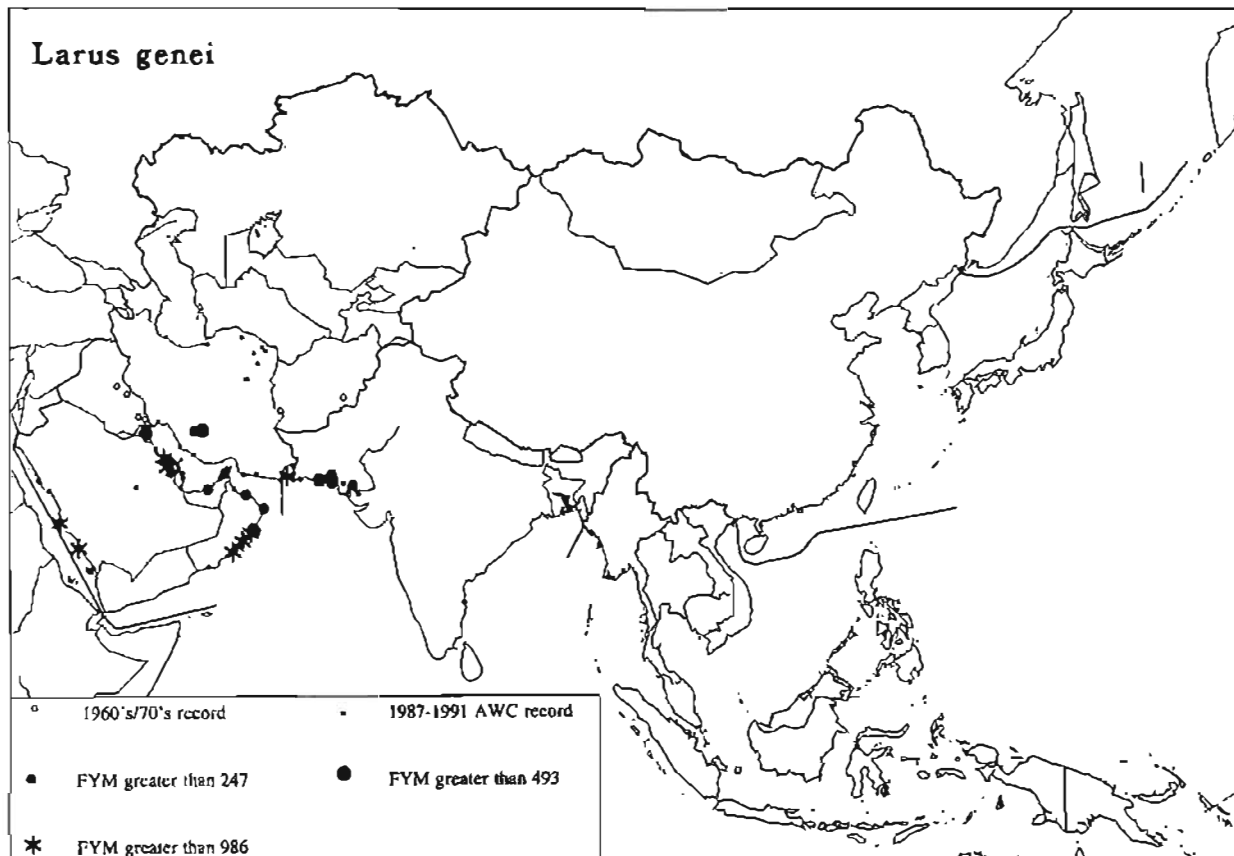 Larus genei
1960's/70's record
1987-1991 AWC record
FYM greater than 247
FYM greater than 493
FYM greater than 986